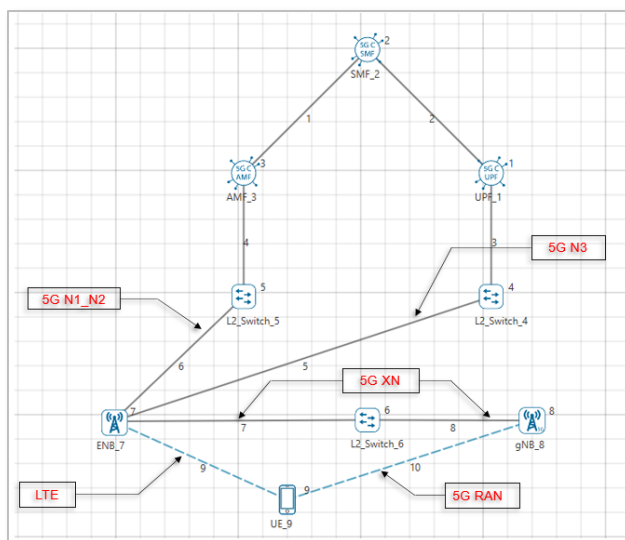 5G C
SMF
2
SMF_2
1
2
5G C
AMF
3
AMF_3
5G C
UPF
1
UPF_1
4
3
5G N3
5G N1_N2
5
L2_Switch_5
4
L2_Switch_4
6
5
5G XN
7
ENB_7
7
6
L2_Switch_6
8
8
gNB_8
9
10
LTE
9
UE_9
5G RAN